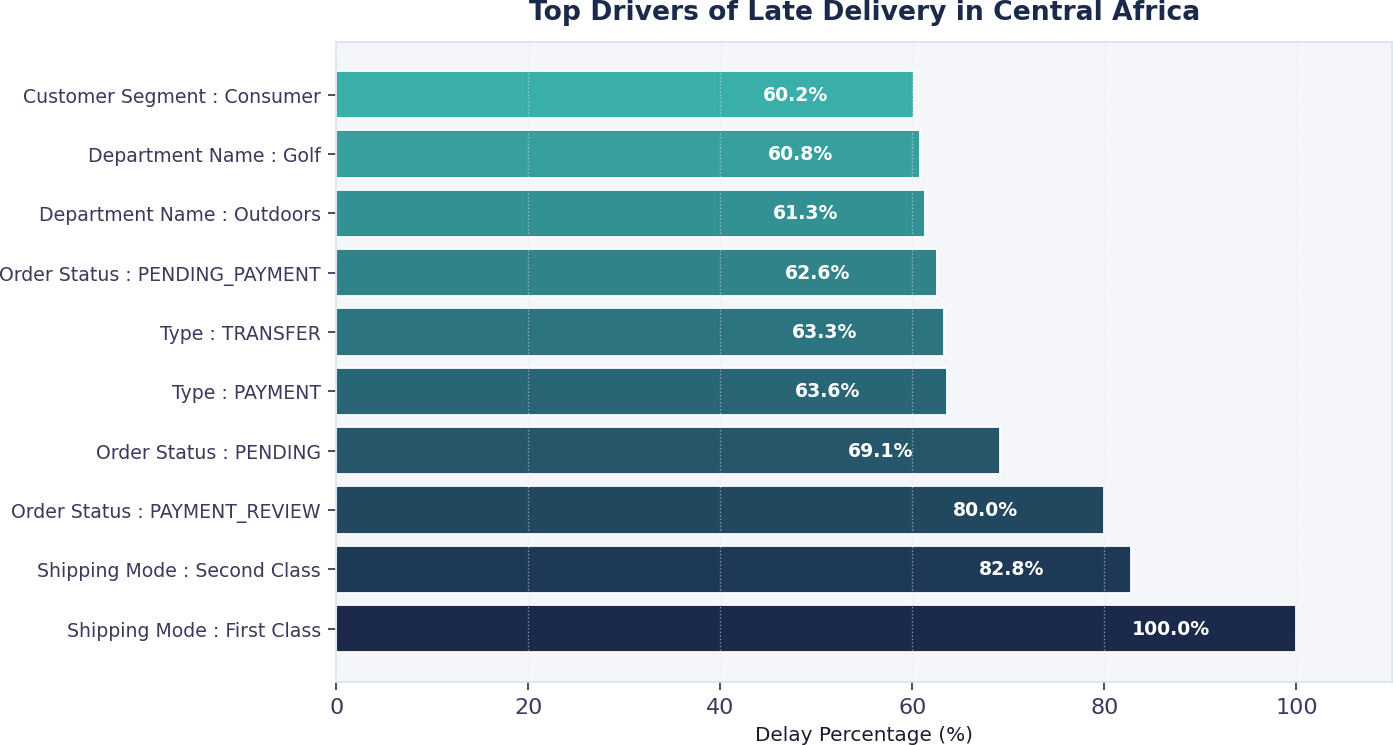 Top Drivers of Late Delivery in Central Africa
Customer Segment : Consumer 60.2%
Department Name : Golf 60.8%
Department Name : Outdoors 61.3%
Order Status : PENDING_PAYMENT 62.6%
Type : TRANSFER 63.3%
Type : PAYMENT 63.6%
Order Status : PENDING 69.1%
Order Status : PAYMENT_REVIEW 80.0%
Shipping Mode : Second Class 82.8%
Shipping Mode : First Class 100.0%
0 20 40 60 80 100
Delay Percentage (%)